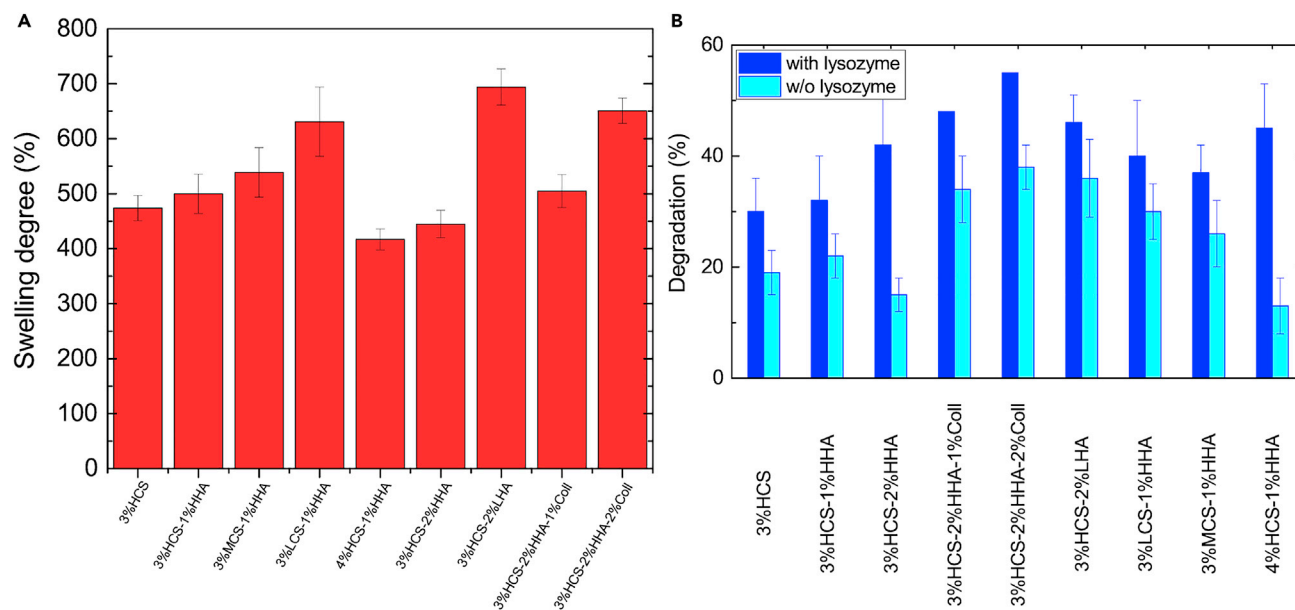 A
Swelling degree (%)
800
700
600
500
400
300
200
100
0
3%HCS
3%HCS-1%HHA
3%MCS-1%HHA
3%LCS-1%HHA
4%HCS-1%HHA
3%HCS-2%HHA
3%HCS-2%LHA
3%HCS-2%HHA-1%Coll
3%HCS-2%HHA-2%Coll
B
Degradation (%)
60
40
20
0
with lysozyme
w/o lysozyme
3%HCS
3%HCS-1%HHA
3%HCS-2%HHA
3%HCS-2%HHA-1%Coll
3%HCS-2%HHA-2%Coll
3%HCS-2%LHA
3%LCS-1%HHA
3%MCS-1%HHA
4%HCS-1%HHA